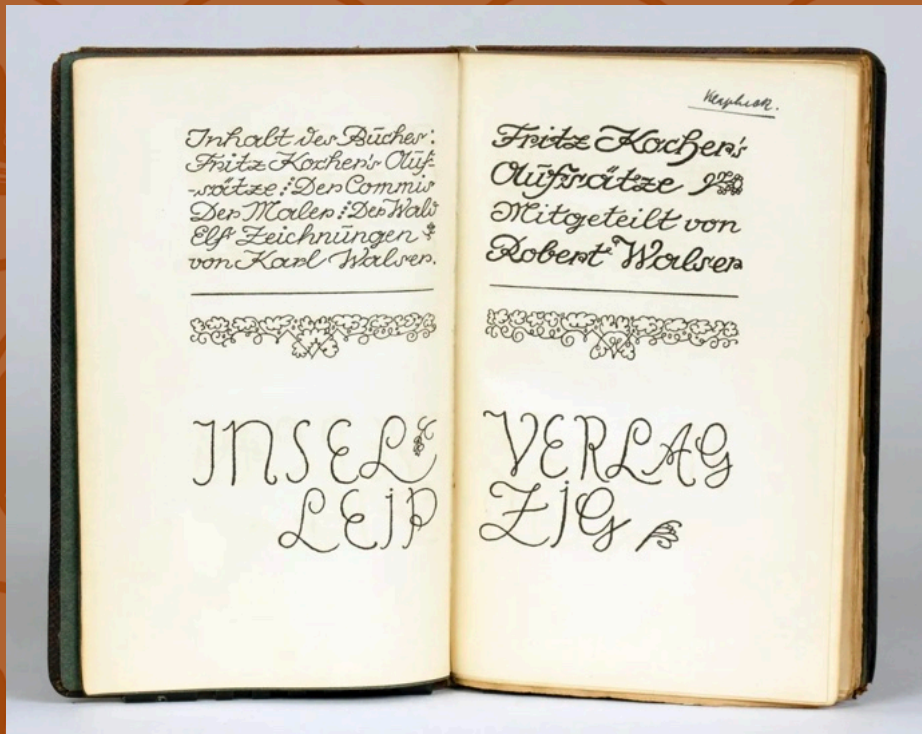 Inhalt des Buches:
Fritz Kocher's Auf-
-sätze : Der Commis
Der Maler : Der Wald
Elf Zeichnungen
von Karl Walser.
INSEL
LEIP
Fritz Kocher's
Aufsätze
Mitgeteilt von
Robert Walser
VERLAG
ZIG